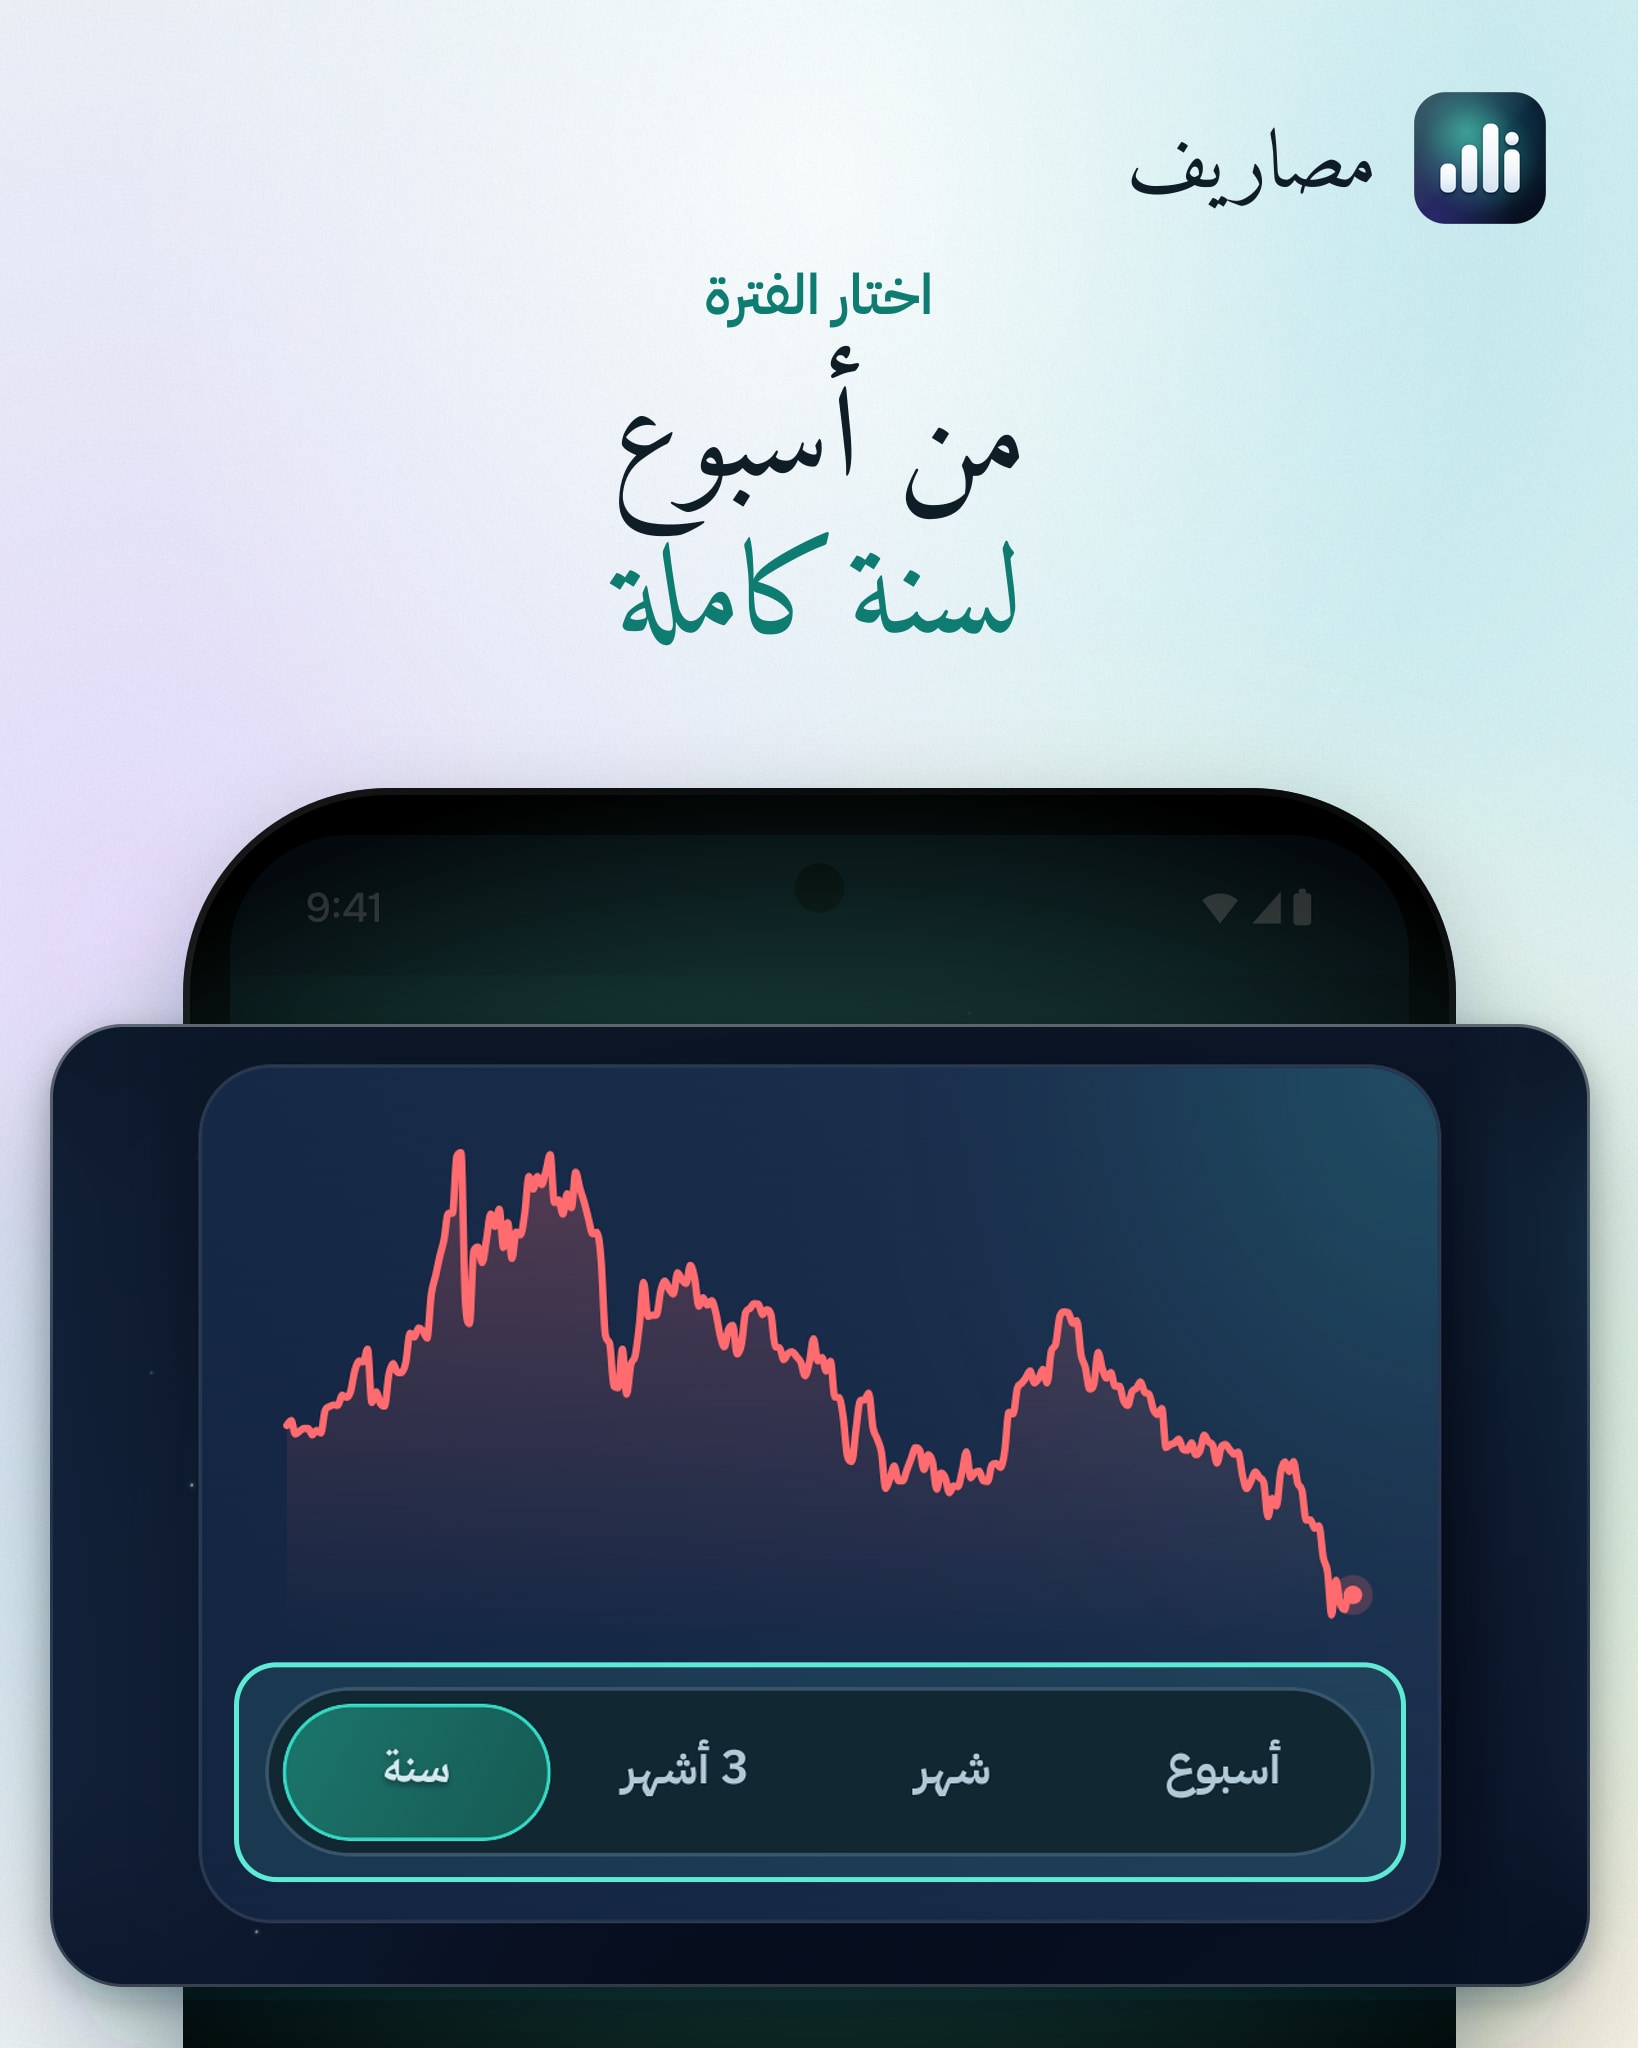 مصاريف
اختار الفترة
من أسبوع
لسنة كاملة
9:41
أسبوع
شهر
3 أشهر
سنة